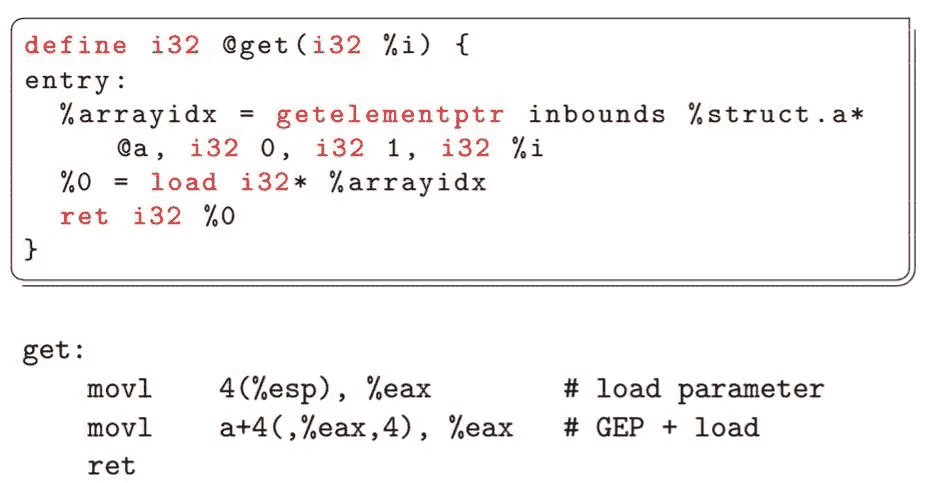 define i32 @get(i32 %i) {
entry:
  %arrayidx = getelementptr inbounds %struct.a*
      @a, i32 0, i32 1, i32 %i
  %0 = load i32* %arrayidx
  ret i32 %0
}
get:
    movl    4(%esp), %eax         # load parameter
    movl    a+4(,%eax,4), %eax    # GEP + load
    ret